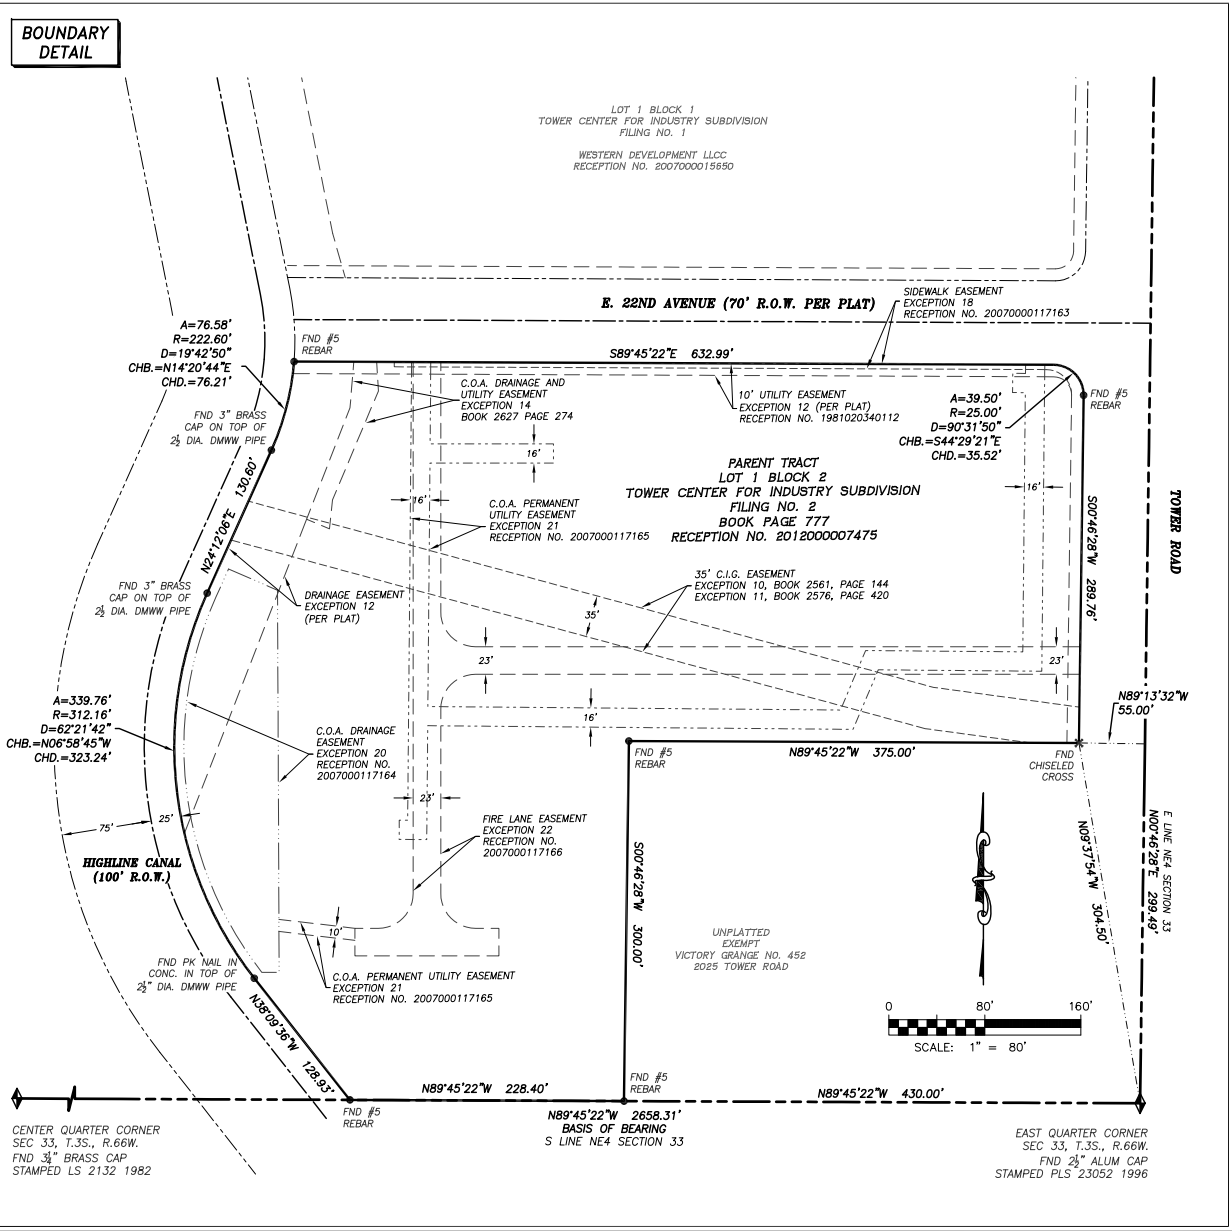 BOUNDARY
DETAIL
LOT 1 BLOCK 1
TOWER CENTER FOR INDUSTRY SUBDIVISION
FILING NO. 1
WESTERN DEVELOPMENT LLCC
RECEPTION NO. 2007000015650
E. 22ND AVENUE (70' R.O.W. PER PLAT)
SIDEWALK EASEMENT
EXCEPTION 18
RECEPTION NO. 20070000117163
A=76.58'
R=222.60'
D=19°42'50"
CHB.=N14°20'44"E
CHD.=76.21'
FND #5
REBAR
S89°45'22"E 632.99'
C.O.A. DRAINAGE AND
UTILITY EASEMENT
EXCEPTION 14
BOOK 2627 PAGE 274
10' UTILITY EASEMENT
EXCEPTION 12 (PER PLAT)
RECEPTION NO. 1981020340112
A=39.50'
R=25.00'
D=90°31'50"
CHB.=S44°29'21"E
CHD.=35.52'
FND #5
REBAR
FND 3" BRASS
CAP ON TOP OF
2½ DIA. DMWW PIPE
16'
N24°12'06"E 130.60'
PARENT TRACT
LOT 1 BLOCK 2
TOWER CENTER FOR INDUSTRY SUBDIVISION
FILING NO. 2
BOOK PAGE 777
RECEPTION NO. 2012000007475
16'
16'
C.O.A. PERMANENT
UTILITY EASEMENT
EXCEPTION 21
RECEPTION NO. 2007000117165
S00°46'28"W 289.76'
TOWER ROAD
FND 3" BRASS
CAP ON TOP OF
2½ DIA. DMWW PIPE
DRAINAGE EASEMENT
EXCEPTION 12
(PER PLAT)
35' C.I.G. EASEMENT
EXCEPTION 10, BOOK 2561, PAGE 144
EXCEPTION 11, BOOK 2576, PAGE 420
35'
23'
23'
A=339.76'
R=312.16'
D=62°21'42"
CHB.=N06°58'45"W
CHD.=323.24'
N89°13'32"W
55.00'
16'
C.O.A. DRAINAGE
EASEMENT
EXCEPTION 20
RECEPTION NO.
2007000117164
FND #5
REBAR
N89°45'22"W 375.00'
FND
CHISELED
CROSS
23'
75'
25'
FIRE LANE EASEMENT
EXCEPTION 22
RECEPTION NO.
2007000117166
HIGHLINE CANAL
(100' R.O.W.)
S00°46'28"W 300.00'
N09°37'54"W 304.50'
E LINE NE4 SECTION 33
N00°46'28"E 299.49'
10'
UNPLATTED
EXEMPT
VICTORY GRANGE NO. 452
2025 TOWER ROAD
FND PK NAIL IN
CONC. IN TOP OF
2½" DIA. DMWW PIPE
C.O.A. PERMANENT UTILITY EASEMENT
EXCEPTION 21
RECEPTION NO. 2007000117165
N38°09'36"W 128.93'
0 80' 160'
SCALE: 1" = 80'
FND #5
REBAR
N89°45'22"W 228.40'
N89°45'22"W 430.00'
FND #5
REBAR
N89°45'22"W 2658.31'
BASIS OF BEARING
S LINE NE4 SECTION 33
CENTER QUARTER CORNER
SEC 33, T.3S., R.66W.
FND 3¼" BRASS CAP
STAMPED LS 2132 1982
EAST QUARTER CORNER
SEC 33, T.3S., R.66W.
FND 2½" ALUM CAP
STAMPED PLS 23052 1996